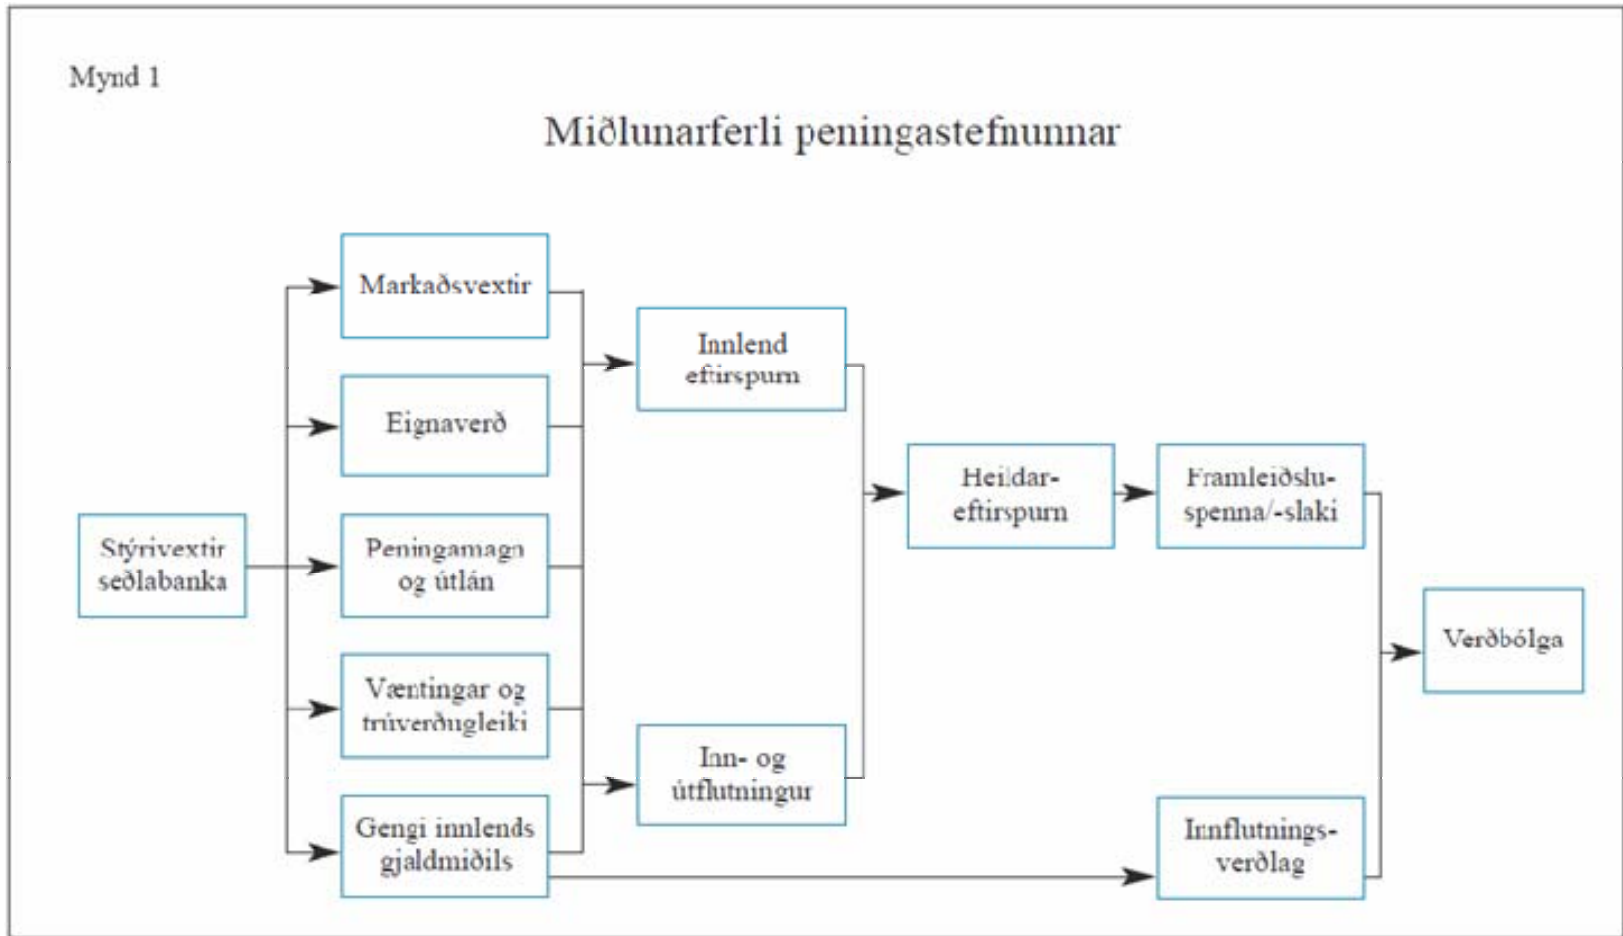 Mynd 1
Miðlunarferli peningastefnunnar
Markaðsvextir
Innlend
eftirspurn
Eignaverð
Heildar-
eftirspurn
Framleiðslu-
spenna/-slaki
Stýrivextir
seðlabanka
Peningamagn
og útlán
Verðbólga
Væntingar og
trúverðugleiki
Inn- og
útflutningur
Gengi innlends
gjaldmiðils
Innflutnings-
verðlag